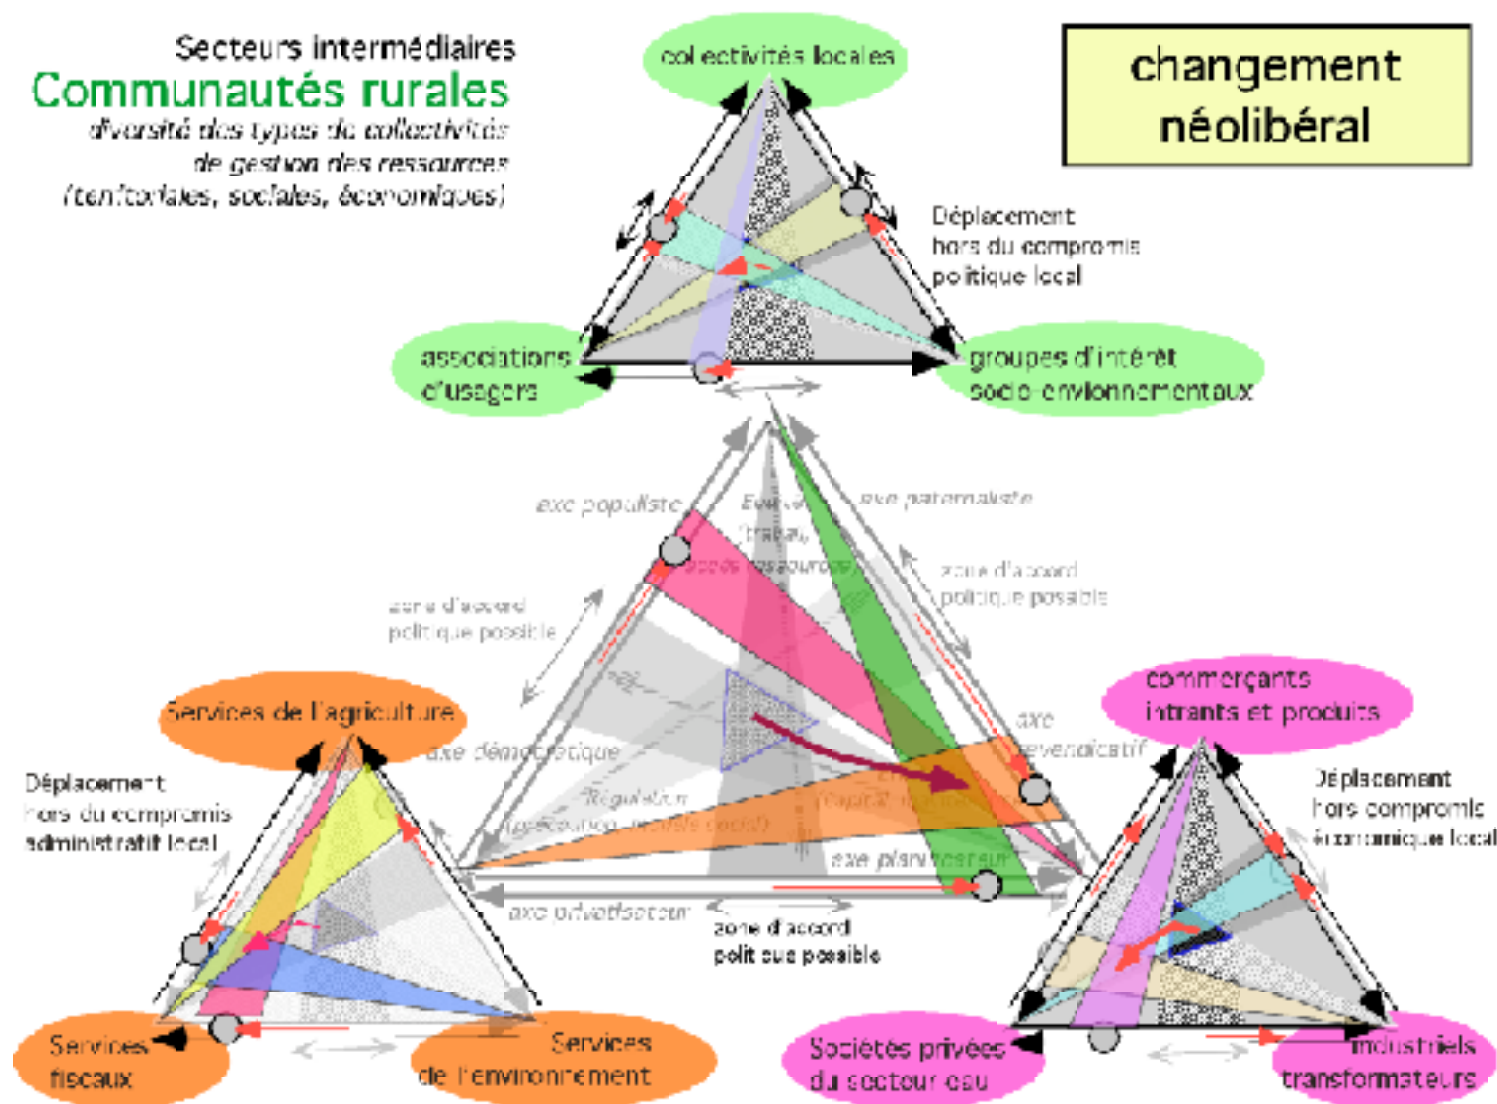 Secteurs intermédiaires
Communautés rurales
diversité des types de collectivités
de gestion des ressources
(territoriales, sociales, économiques)
collectivités locales
changement
néolibéral
Déplacement
hors du compromis
politique local
associations
d'usagers
groupes d'intérêt
socio-envionnementaux
axe populiste
axe paternaliste
zone d'accord
politique possible
zone d'accord
politique possible
Services de l'agriculture
commerçants
intrants et produits
axe démocratique
axe
revendicatif
Déplacement
hors du compromis
administratif local
Déplacement
hors compromis
économique local
Régulation
axe planificateur
axe privatisateur
zone d'accord
politique possible
Services
fiscaux
Services
de l'environnement
Sociétés privées
du secteur eau
industriels
transformateurs